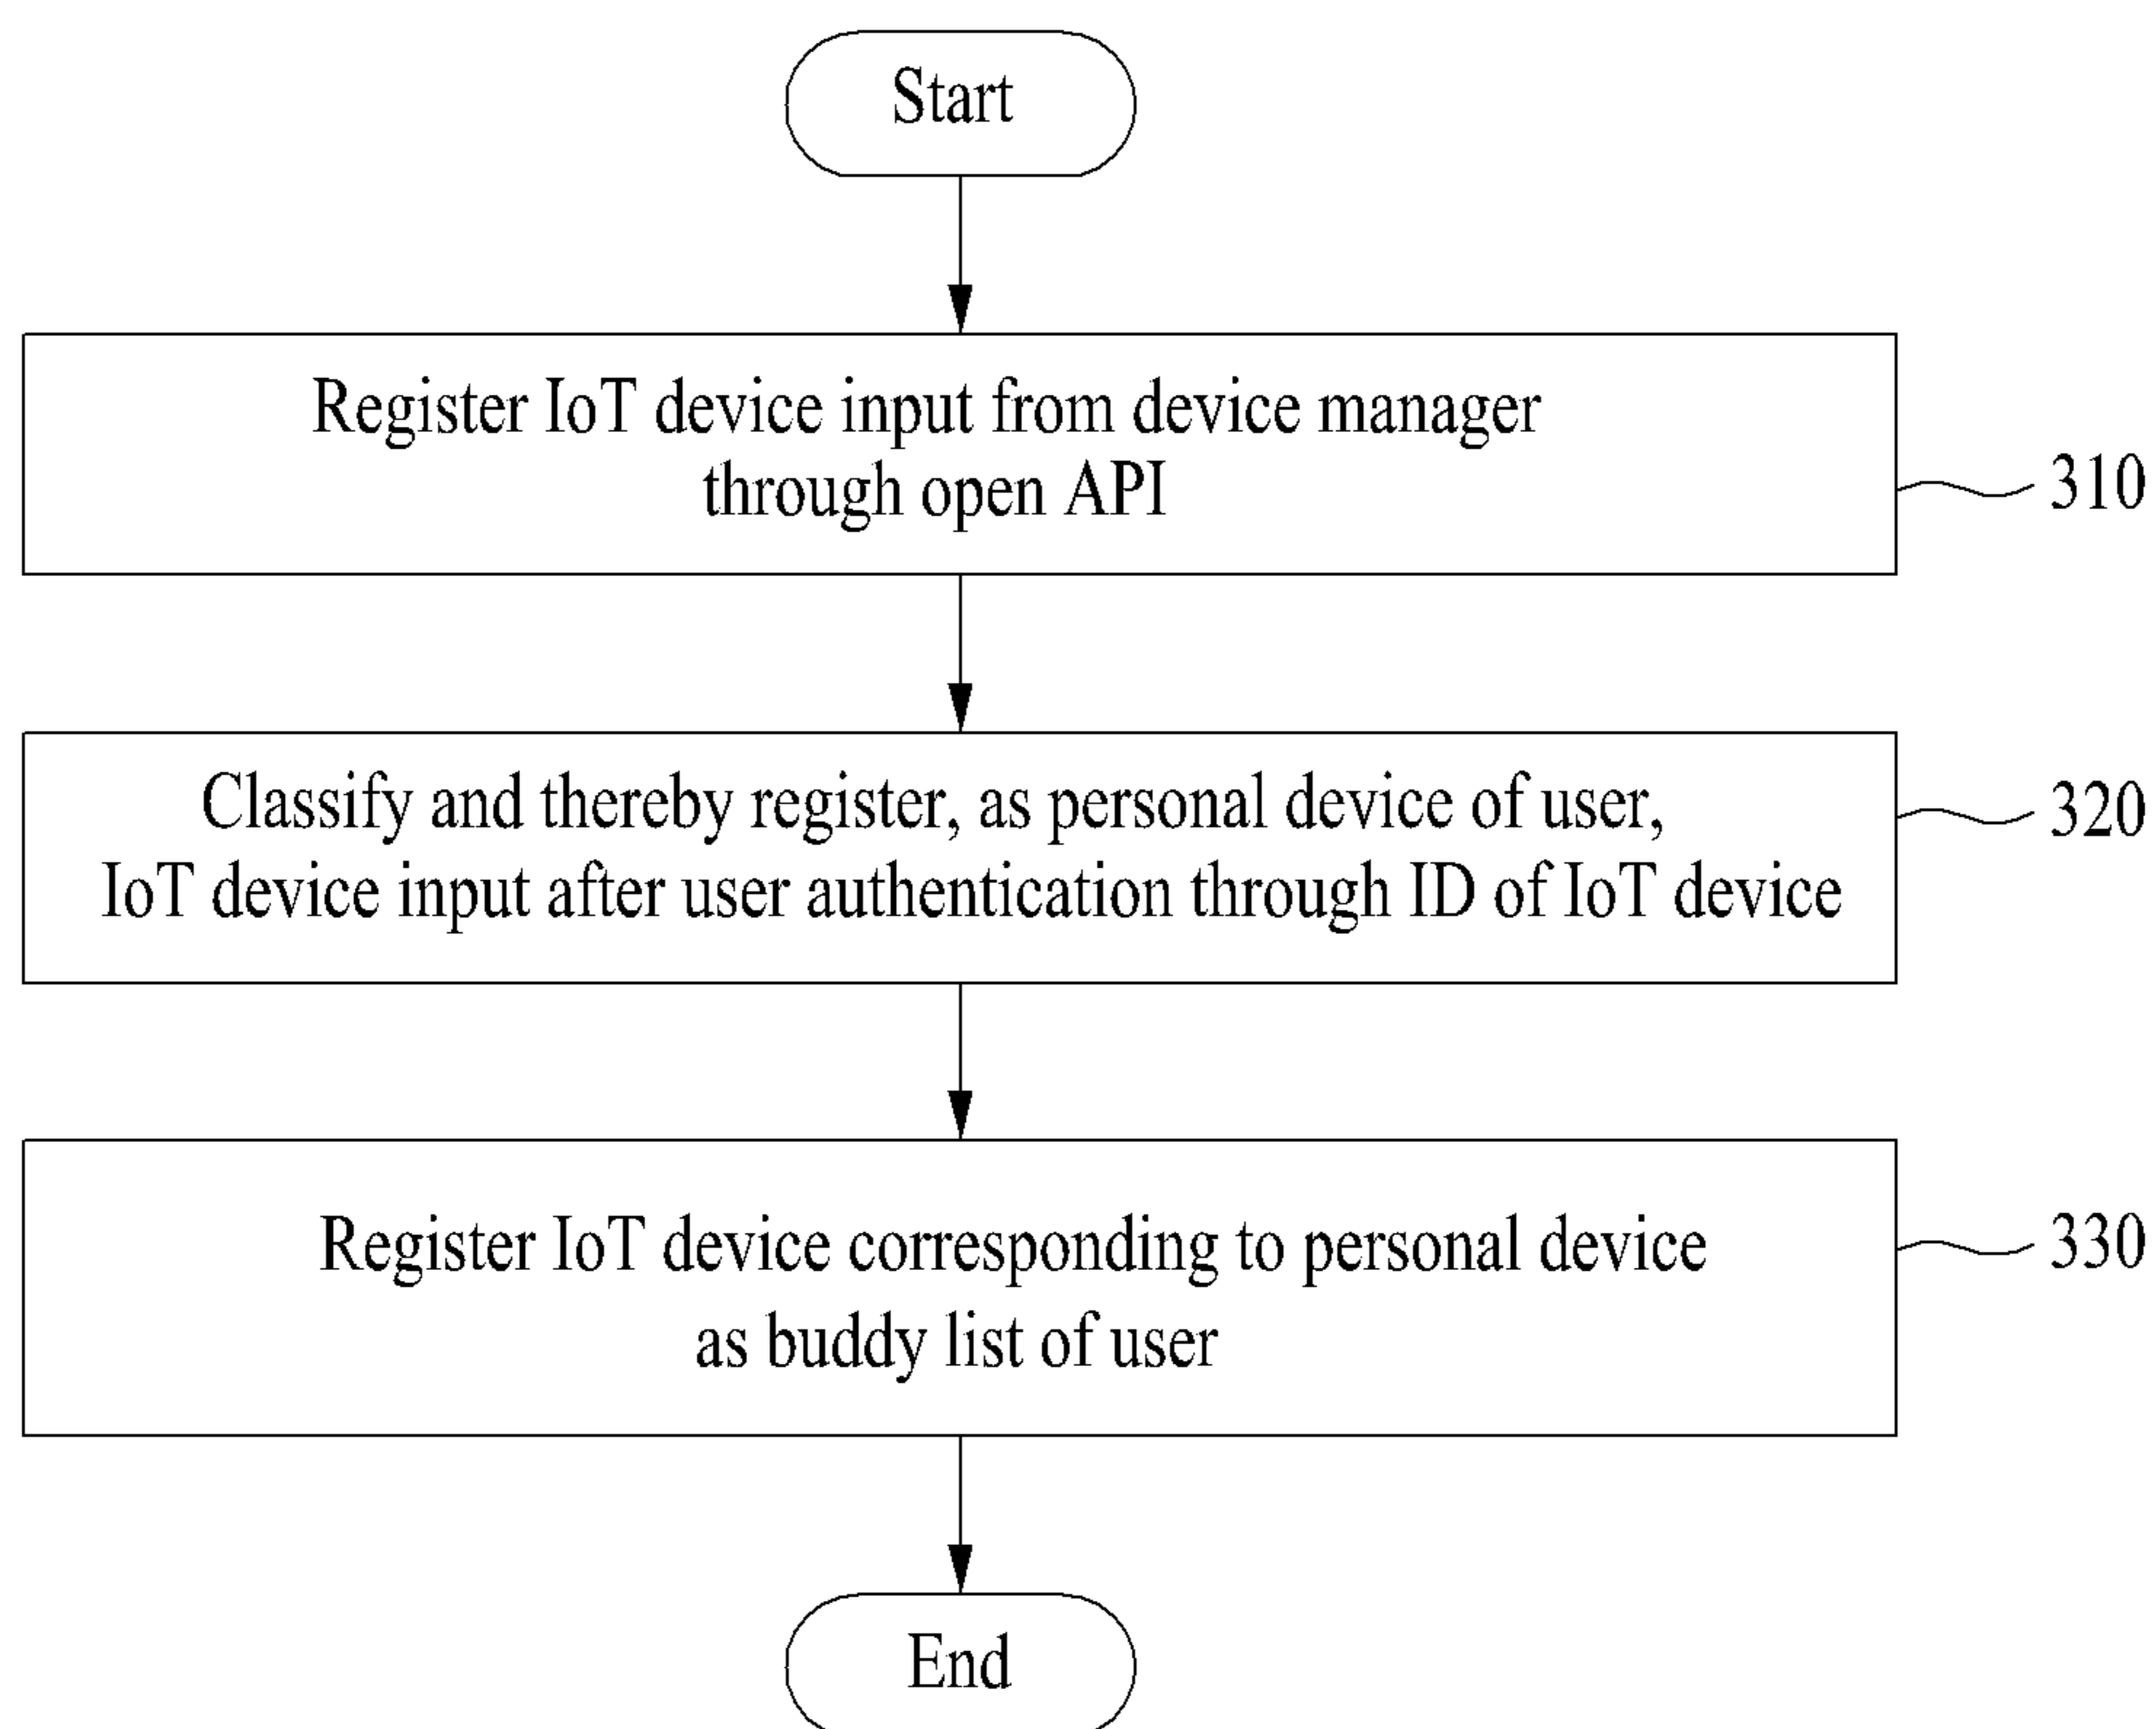 Start
Register IoT device input from device manager
through open API
310
Classify and thereby register, as personal device of user,
320
IoT device input after user authentication through ID of IoT device
Register IoT device corresponding to personal device
330
as buddy list of user
End